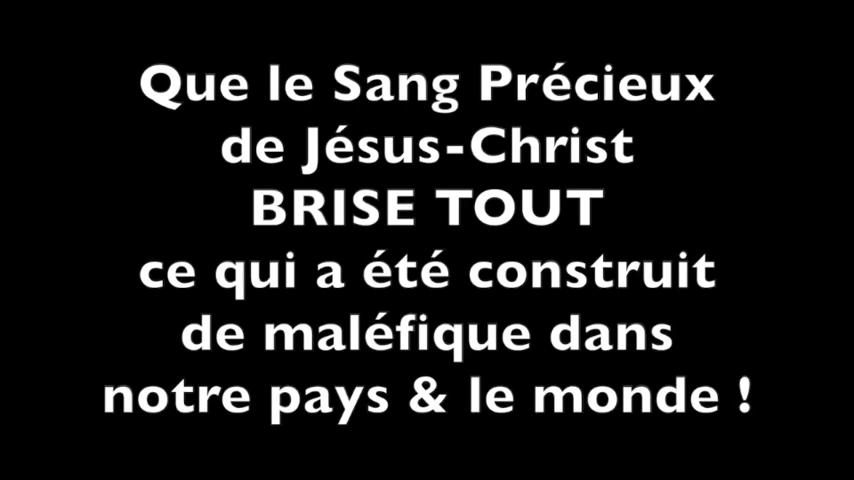 Que le Sang Précieux
de Jésus-Christ
BRISE TOUT
ce qui a été construit
de maléfique dans
notre pays & le monde !